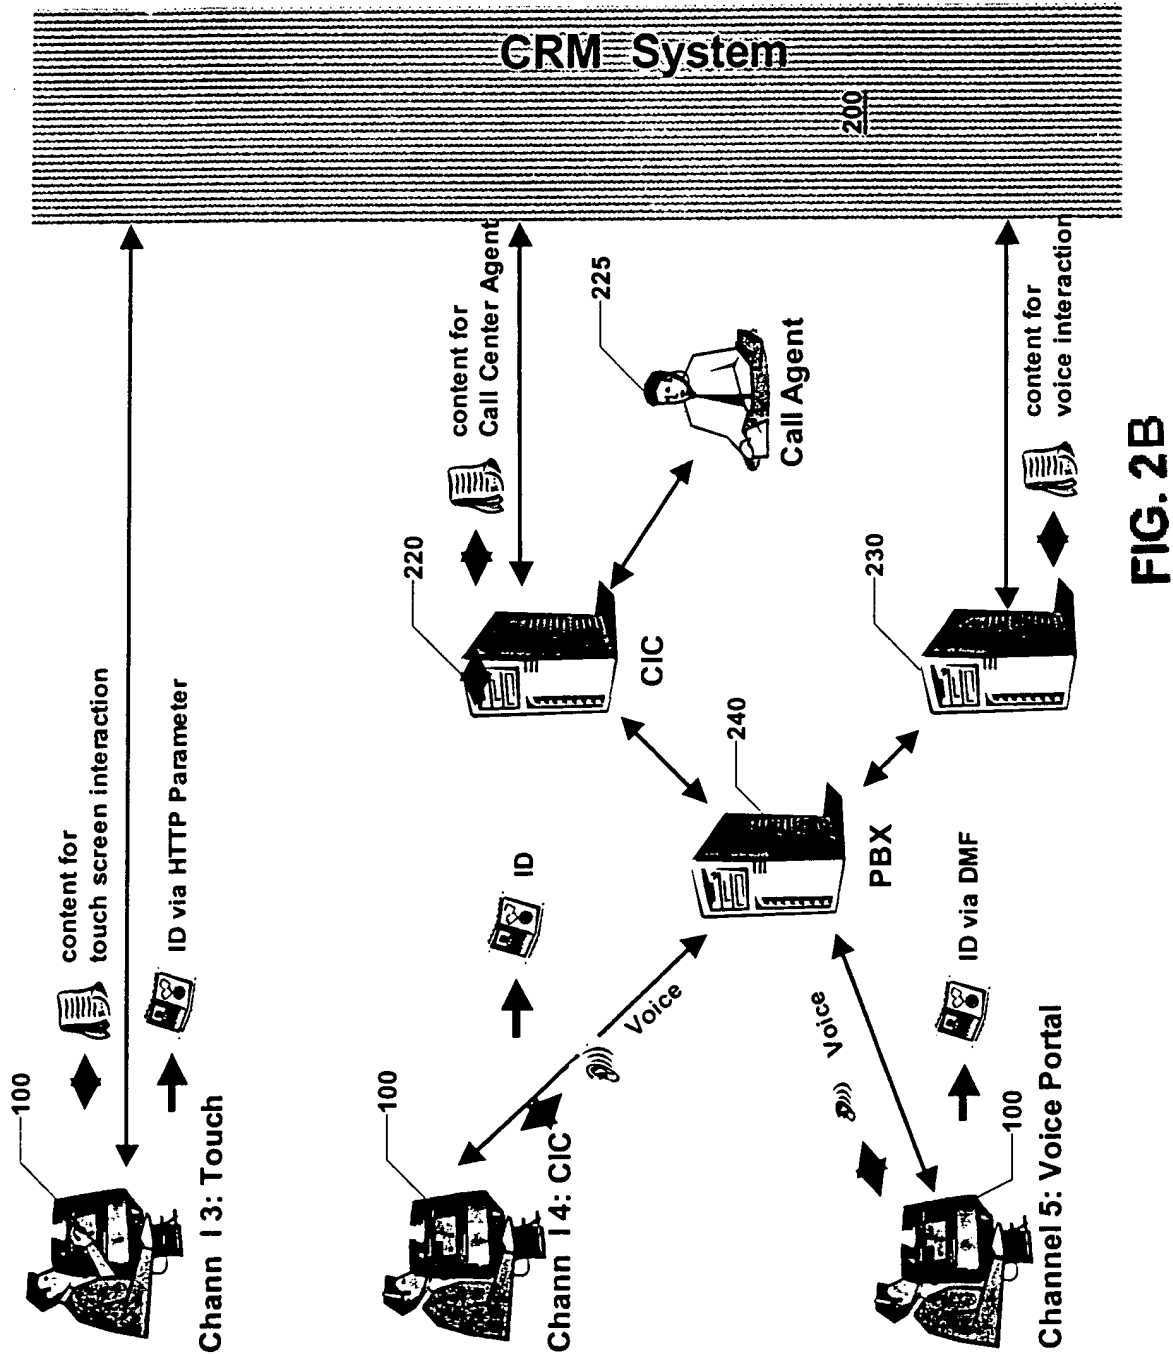 CRM System
200
100
content for
touch screen interaction
ID via HTTP Parameter
Chann l 3: Touch
100
ID
Voice
Chann l 4: CIC
220
content for
Call Center Agent
CIC
225
Call Agent
240
PBX
230
content for
voice interaction
Voice
ID via DMF
100
Channel 5: Voice Portal
FIG. 2B